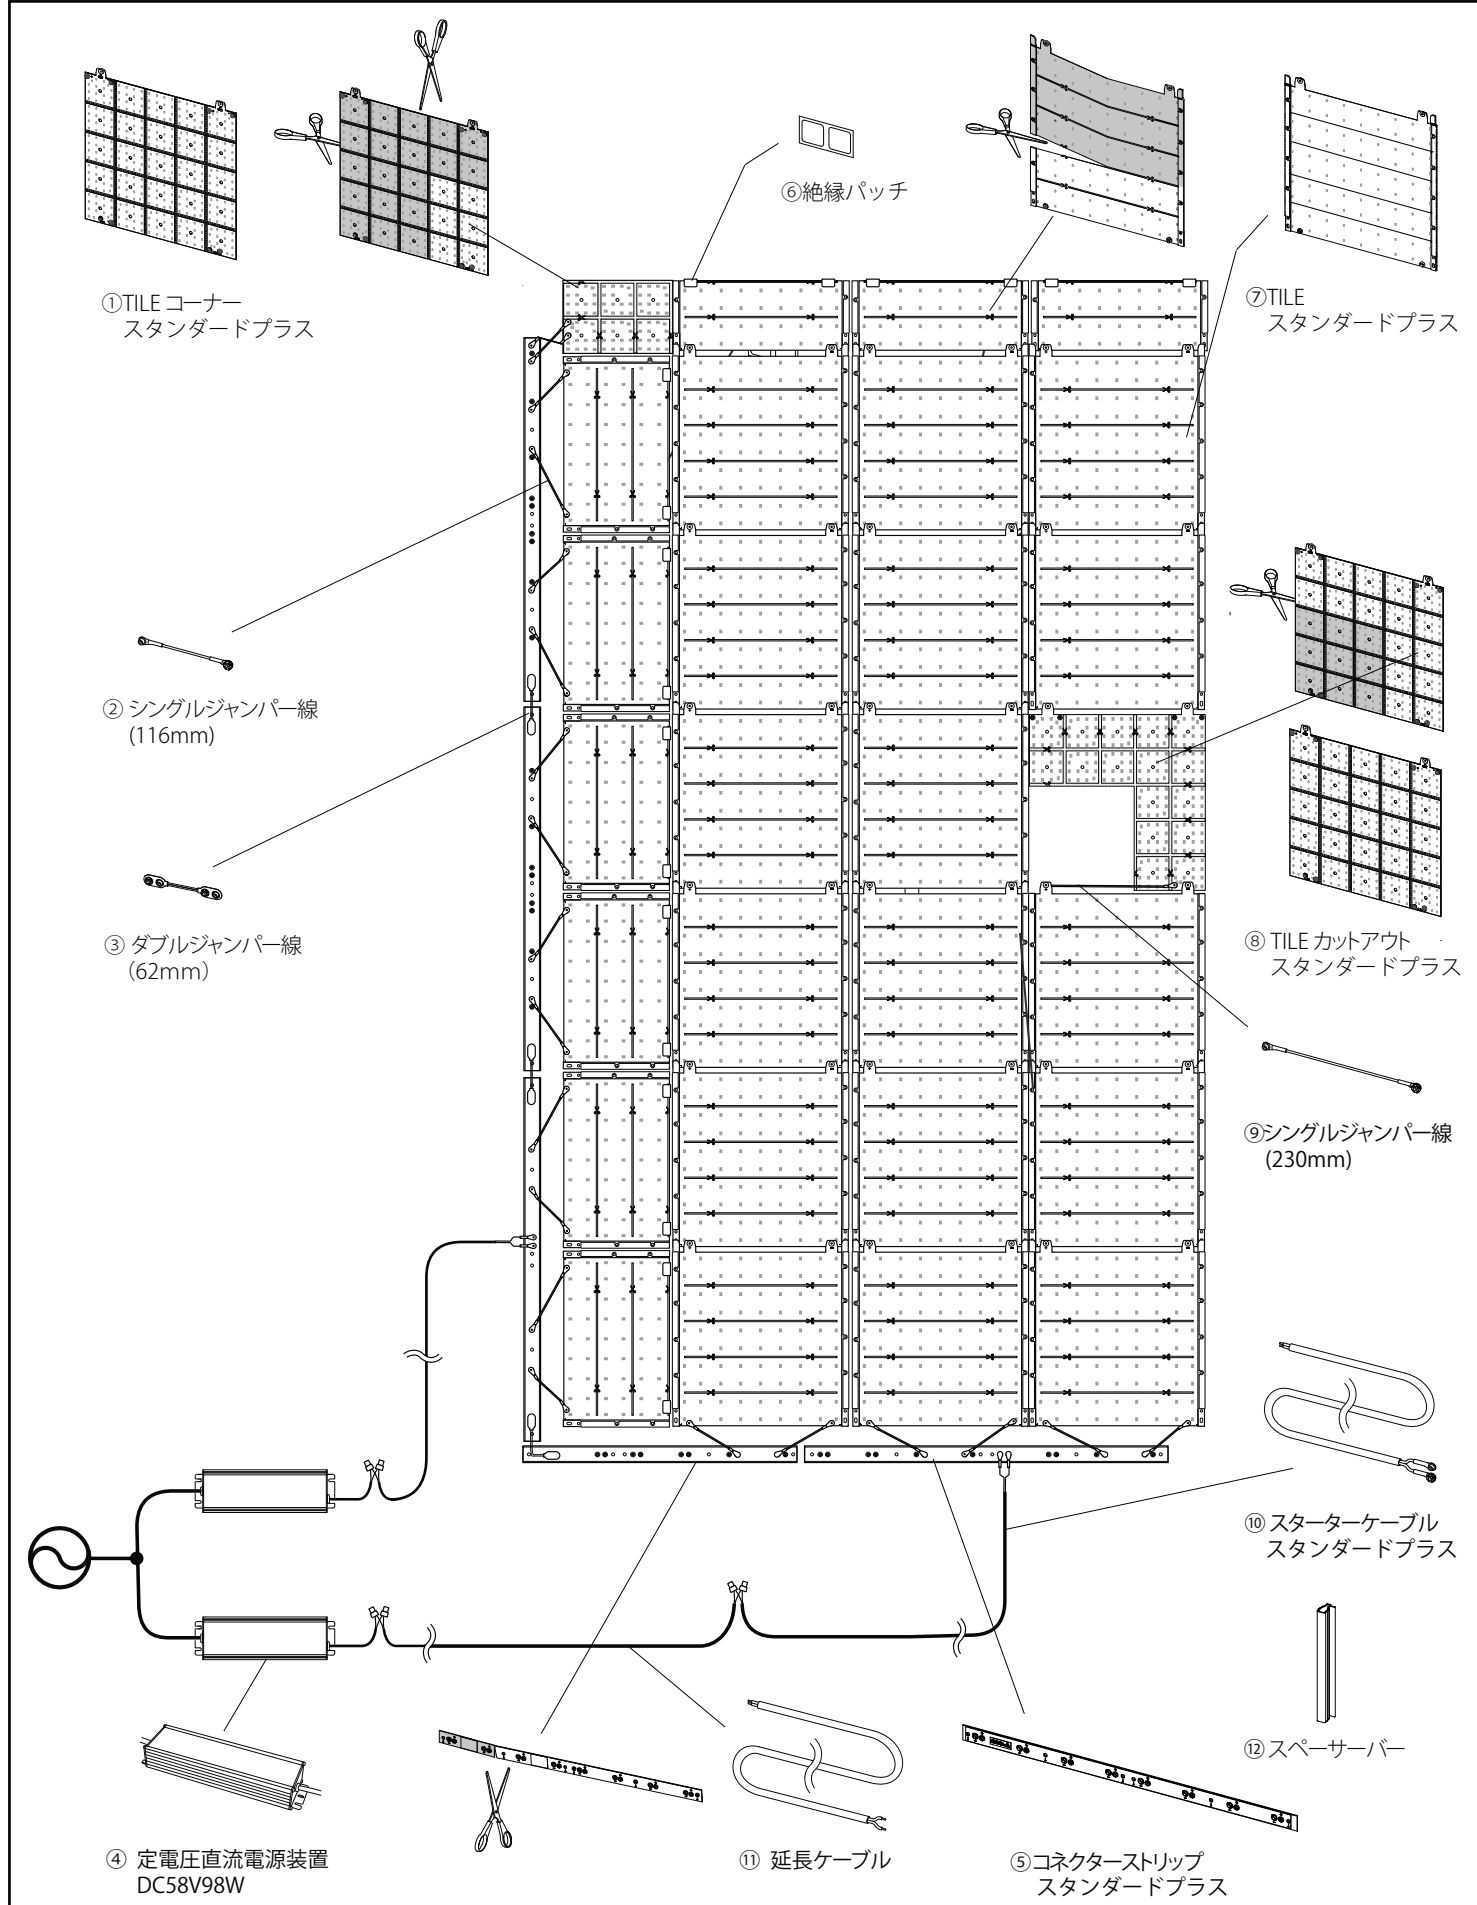 ①TILE コーナー
スタンダードプラス
⑥絶縁パッチ
⑦TILE
スタンダードプラス
② シングルジャンパー線
(116mm)
③ ダブルジャンパー線
（62mm）
⑧ TILE カットアウト
スタンダードプラス
⑨シングルジャンパー線
(230mm)
⑩ スターターケーブル
スタンダードプラス
⑫ スペーサーバー
④ 定電圧直流電源装置
DC58V98W
⑪ 延長ケーブル
⑤コネクターストリップ
スタンダードプラス